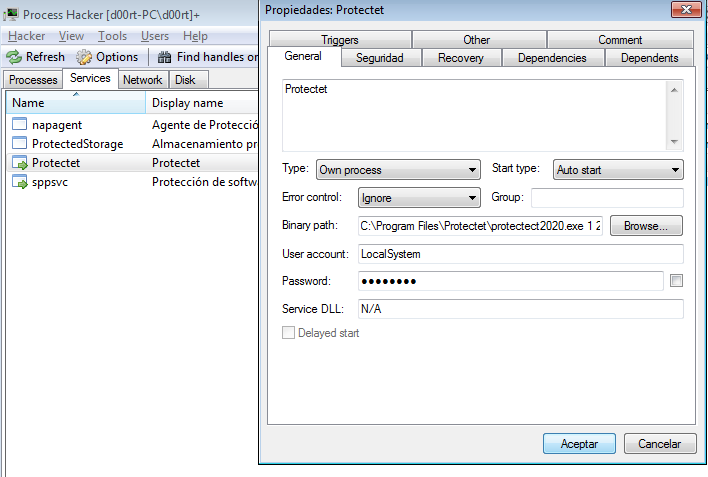 Process Hacker [d00rt-PC\d00rt]+
Hacker View Tools Users Help
Refresh Options Find handles or
Processes Services Network Disk
Name Display name
napagent Agente de Protecció
ProtectedStorage Almacenamiento pr
Protectet Protectet
sppsvc Protección de softwa
Propiedades: Protectet
Triggers Other Comment
General Seguridad Recovery Dependencies Dependents
Protectet
Type: Own process Start type: Auto start
Error control: Ignore Group:
Binary path: C:\Program Files\Protectet\protectect2020.exe 1 2 Browse...
User account: LocalSystem
Password: ●●●●●●●●
Service DLL: N/A
Delayed start
Aceptar Cancelar